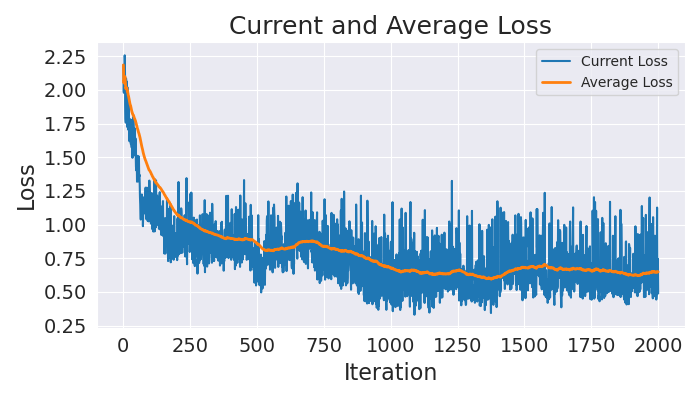 Current and Average Loss
Current Loss
Average Loss
2.25
2.00
1.75
1.50
1.25
1.00
0.75
0.50
0.25
Loss
0 250 500 750 1000 1250 1500 1750 2000
Iteration